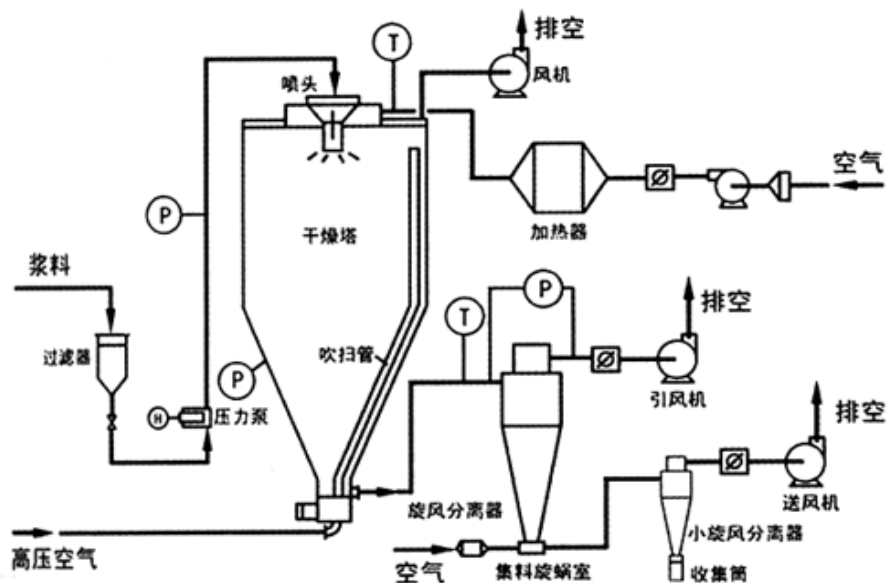 排空
T
喷头
风机
空气
P
加热器
干燥塔
浆料
P
排空
T
过滤器
吹扫管
P
引风机
排空
H
压力泵
旋风分离器
送风机
小旋风分离器
高压空气
空气
集料旋蜗室
收集筒